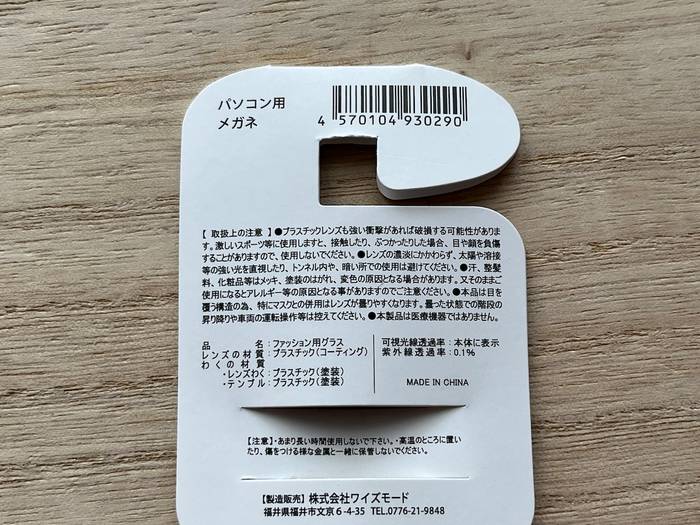 パソコン用
メガネ
4 570104 930290
【 取扱上の注意 】●プラスチックレンズも強い衝撃があれば破損する可能性がありま
す。激しいスポーツ等に使用しますと、接触したり、ぶつかったりした場合、目や顔を負傷
することがありますので、使用しないでください。●レンズの濃淡にかかわらず、太陽や溶接
等の強い光を直視したり、トンネル内や、暗い所での使用は避けてください。●汗、整髪
料、化粧品等はメッキ、塗装のはがれ、変色の原因となる場合があります。又そのままご
使用になるとアレルギー等の原因となる事がありますのでご注意ください。●本品は目を
覆う構造の為、特にマスクとの併用はレンズが曇りやすくなります。曇った状態での階段の
昇り降りや車両の運転操作等は控えてください。●本製品は医療機器ではありません。
品 名：ファッション用グラス
レンズの材質：プラスチック（コーティング）
わくの材質
・レンズわく：プラスチック（塗装）
・テンプル：プラスチック（塗装）
可視光線透過率：本体に表示
紫外線透過率：0.1%
MADE IN CHINA
【注意】・あまり長い時間使用しないで下さい。・高温のところに置い
たり、傷をつける様な金属と一緒に保管しないでください。
【製造販売】 株式会社ワイズモード
福井県福井市文京6-4-35 TEL.0776-21-9848